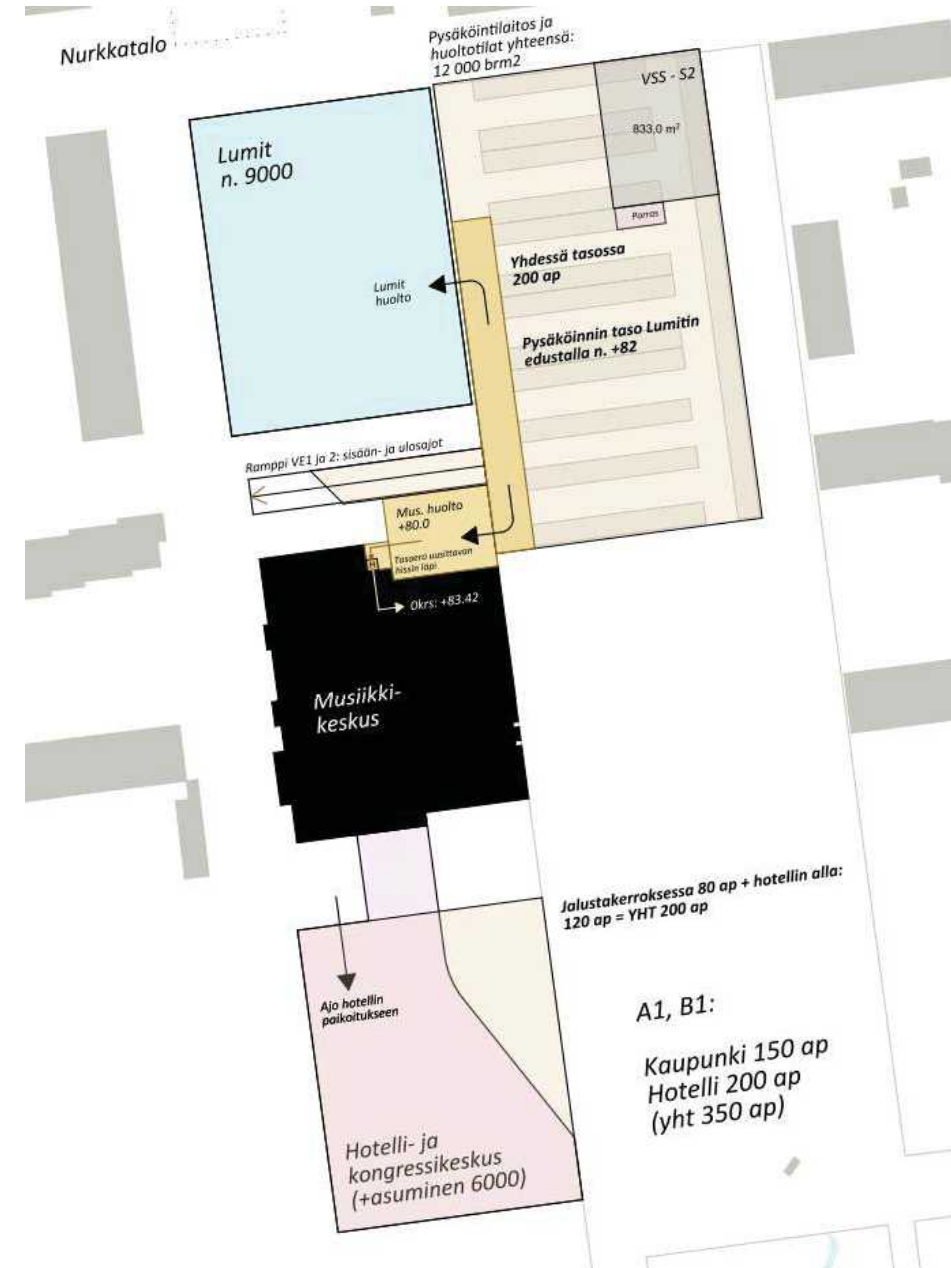 Nurkkatalo
Pysäköintilaitos ja
huoltotilat yhteensä:
12 000 brm2
VSS - S2
833,0 m²
Porras
Lumit
n. 9000
Yhdessä tasossa
200 ap
Lumit
huolto
Pysäköinnin taso Lumitin
edustalla n. +82
Ramppi VE1 ja 2: sisään- ja ulosajot
Mus. huolto
+80.0
Tasoero uusittavan
hissin läpi
H
0krs: +83.42
Musiikki-
keskus
Jalustakerroksessa 80 ap + hotellin alla:
120 ap = YHT 200 ap
Ajo hotellin
paikoitukseen
A1, B1:
Kaupunki 150 ap
Hotelli 200 ap
(yht 350 ap)
Hotelli- ja
kongressikeskus
(+asuminen 6000)